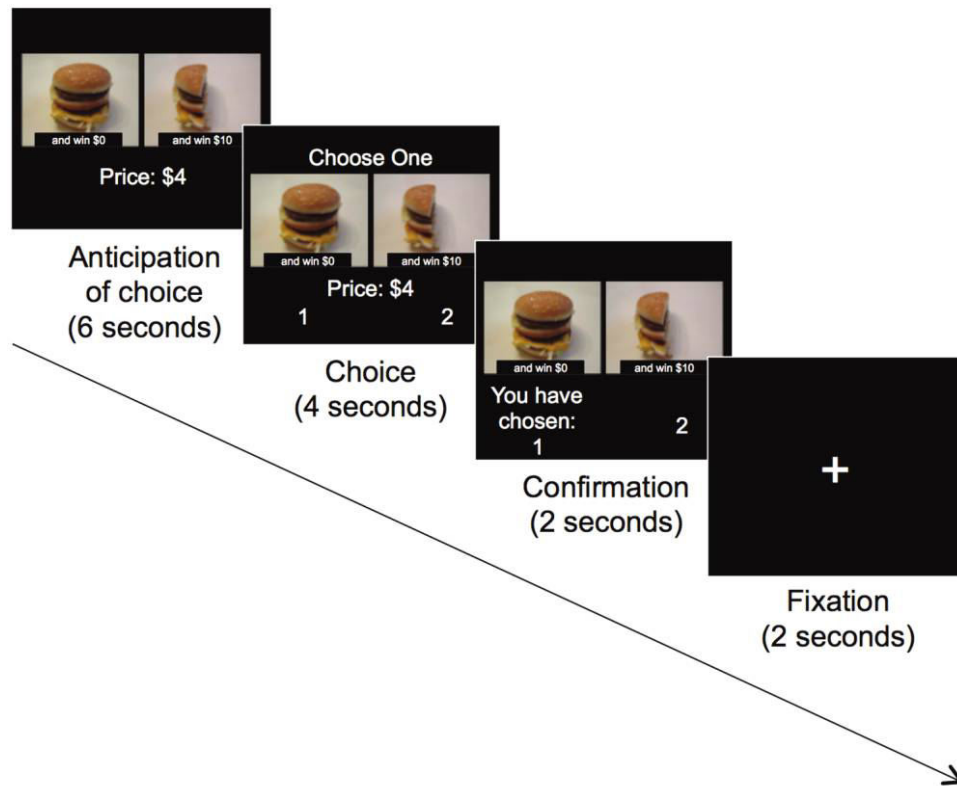 and win $0
and win $10
Price: $4
Anticipation
of choice
(6 seconds)
Choose One
and win $0
and win $10
Price: $4
1 2
Choice
(4 seconds)
and win $0
and win $10
You have
chosen:
1
2
Confirmation
(2 seconds)
+
Fixation
(2 seconds)